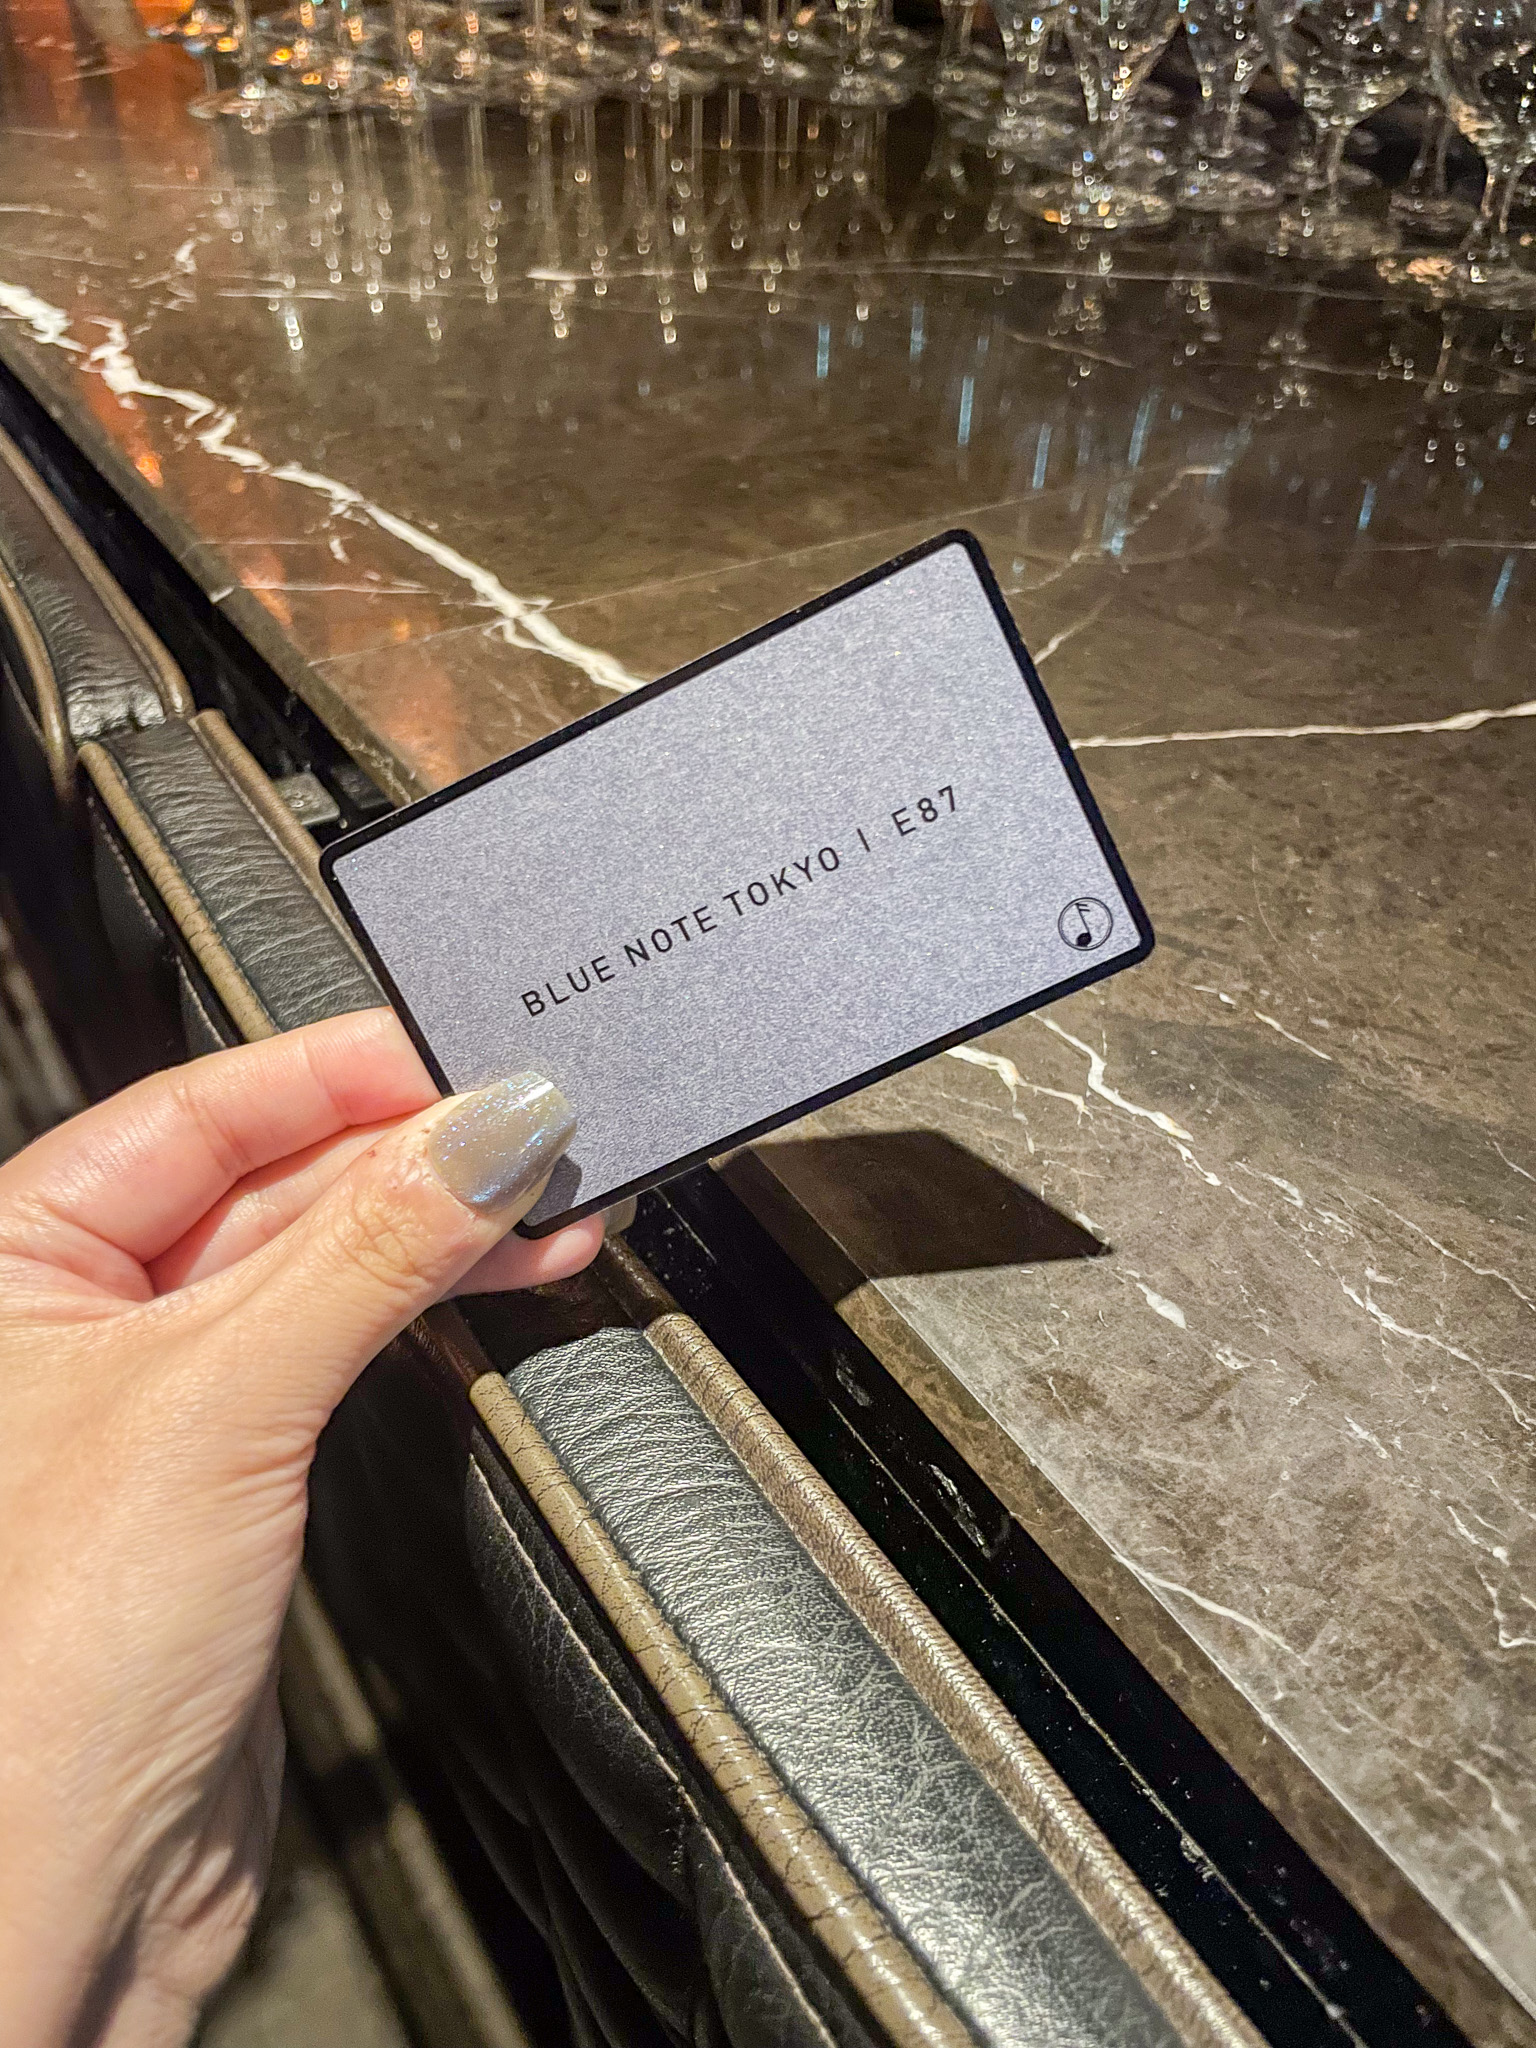 BLUE NOTE TOKYO | E87